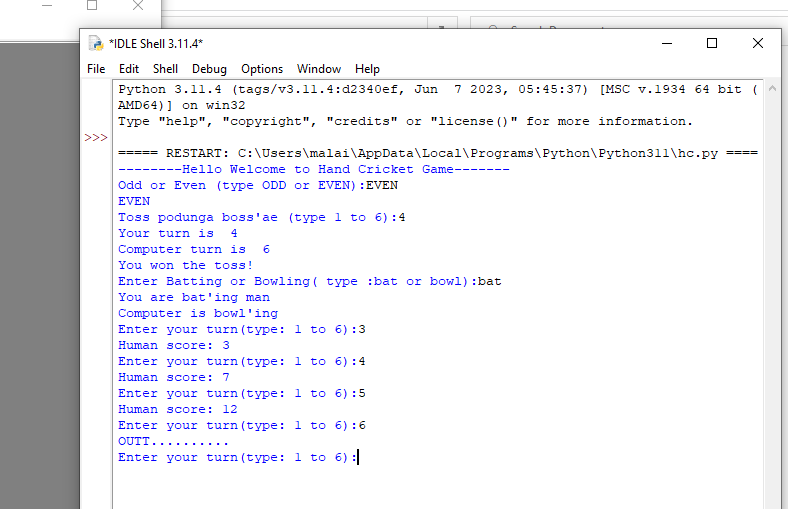 *IDLE Shell 3.11.4*
File Edit Shell Debug Options Window Help
Python 3.11.4 (tags/v3.11.4:d2340ef, Jun  7 2023, 05:45:37) [MSC v.1934 64 bit (
AMD64)] on win32
Type "help", "copyright", "credits" or "license()" for more information.
>>>
===== RESTART: C:\Users\malai\AppData\Local\Programs\Python\Python311\hc.py ====
--------Hello Welcome to Hand Cricket Game-------
Odd or Even (type ODD or EVEN):EVEN
EVEN
Toss podunga boss'ae (type 1 to 6):4
Your turn is  4
Computer turn is  6
You won the toss!
Enter Batting or Bowling( type :bat or bowl):bat
You are bat'ing man
Computer is bowl'ing
Enter your turn(type: 1 to 6):3
Human score: 3
Enter your turn(type: 1 to 6):4
Human score: 7
Enter your turn(type: 1 to 6):5
Human score: 12
Enter your turn(type: 1 to 6):6
OUTT..........
Enter your turn(type: 1 to 6):